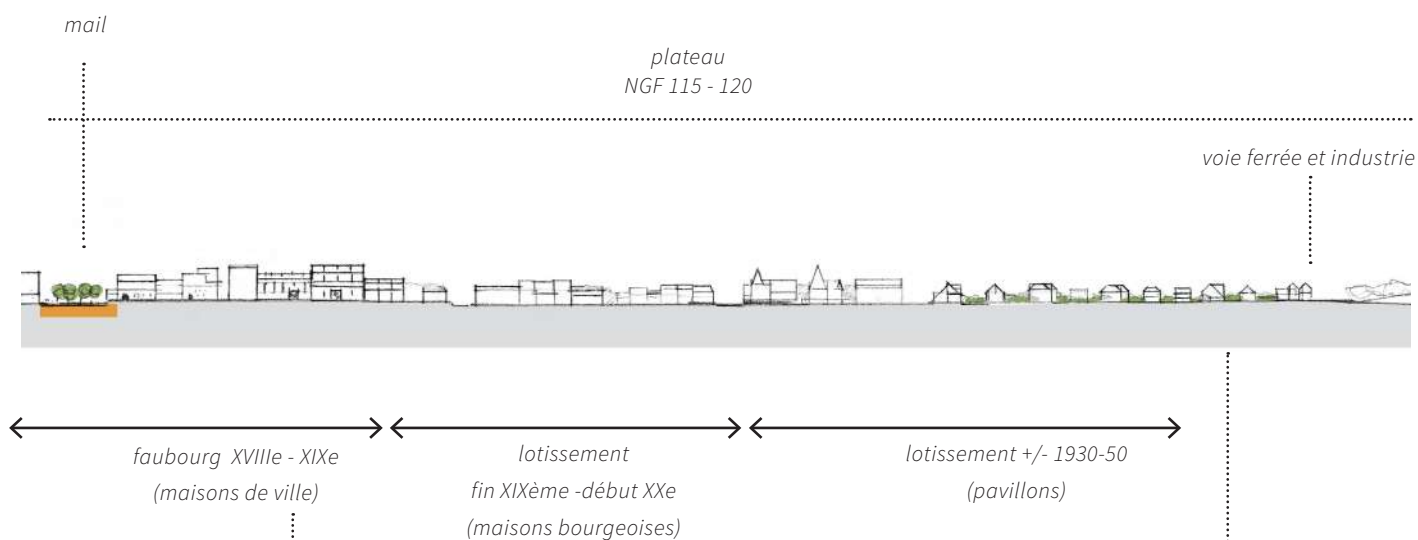 mail
plateau
NGF 115 - 120
voie ferrée et industrie
faubourg XVIIIe - XIXe
(maisons de ville)
lotissement
fin XIXème -début XXe
(maisons bourgeoises)
lotissement +/- 1930-50
(pavillons)